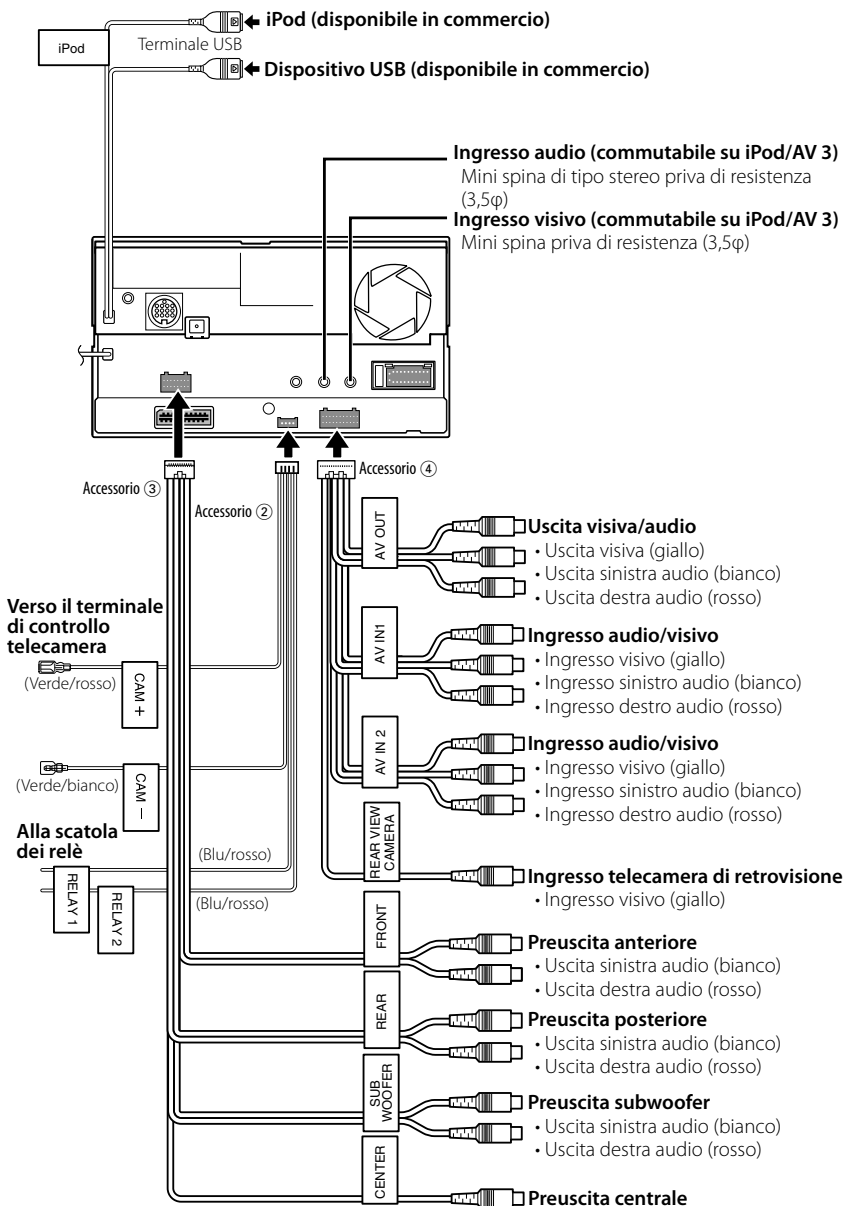 iPod (disponibile in commercio)
iPod
Terminale USB
Dispositivo USB (disponibile in commercio)
Ingresso audio (commutabile su iPod/AV 3)
Mini spina di tipo stereo priva di resistenza
(3,5φ)
Ingresso visivo (commutabile su iPod/AV 3)
Mini spina priva di resistenza (3,5φ)
Accessorio ③
Accessorio ②
Accessorio ④
AV OUT
Uscita visiva/audio
• Uscita visiva (giallo)
• Uscita sinistra audio (bianco)
• Uscita destra audio (rosso)
Verso il terminale
di controllo
telecamera
(Verde/rosso)
CAM +
AV IN1
Ingresso audio/visivo
• Ingresso visivo (giallo)
• Ingresso sinistro audio (bianco)
• Ingresso destro audio (rosso)
(Verde/bianco)
CAM –
AV IN 2
Ingresso audio/visivo
• Ingresso visivo (giallo)
• Ingresso sinistro audio (bianco)
• Ingresso destro audio (rosso)
Alla scatola
dei relè
(Blu/rosso)
(Blu/rosso)
RELAY 1
RELAY 2
REAR VIEW
CAMERA
Ingresso telecamera di retrovisione
• Ingresso visivo (giallo)
FRONT
Preuscita anteriore
• Uscita sinistra audio (bianco)
• Uscita destra audio (rosso)
REAR
Preuscita posteriore
• Uscita sinistra audio (bianco)
• Uscita destra audio (rosso)
SUB
WOOFER
Preuscita subwoofer
• Uscita sinistra audio (bianco)
• Uscita destra audio (rosso)
CENTER
Preuscita centrale